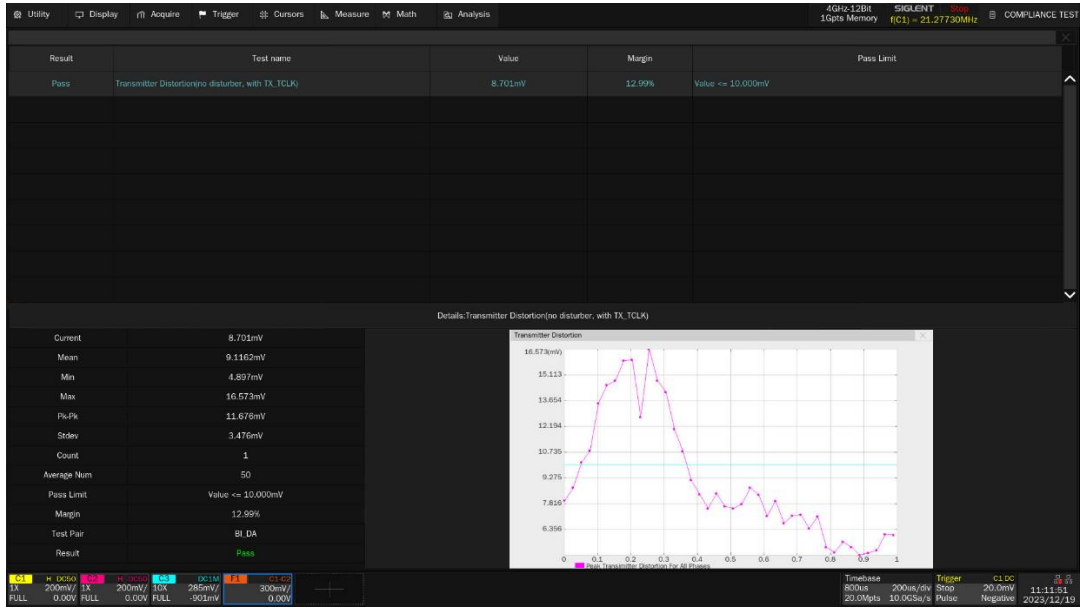 Utility Display Acquire Trigger Cursors Measure Math Analysis 4GHz-12Bit SIGLENT Stop COMPLIANCE TEST
1Gpts Memory f(C1) = 21.27730MHz
Result Test name Value Margin Pass Limit
Pass Transmitter Distortion(no disturber, with TX_TCLK) 8.701mV 12.99% Value <= 10.000mV
Details:Transmitter Distortion(no disturber, with TX_TCLK)
Current 8.701mV
Mean 9.1162mV
Min 4.897mV
Max 16.573mV
Pk-Pk 11.676mV
Stdev 3.476mV
Count 1
Average Num 50
Pass Limit Value <= 10.000mV
Margin 12.99%
Test Pair BI_DA
Result Pass
Transmitter Distortion
16.573(mV)
15.113
13.654
12.194
10.735
9.275
7.816
6.356
0 0.1 0.2 0.3 0.4 0.5 0.6 0.7 0.8 0.9 1
Peak Transimitter Distortion For All Phases
C1 H DC50 C2 H DC50 C3 DC1M F1 C1-C2 Timebase Trigger C1 DC
1X 200mV/ 1X 200mV/ 10X 285mV/ 300mV/ 800us 200us/div Stop 20.0mV 11:11:51
FULL 0.00V FULL 0.00V FULL -901mV 0.00V 20.0Mpts 10.0GSa/s Pulse Negative 2023/12/19